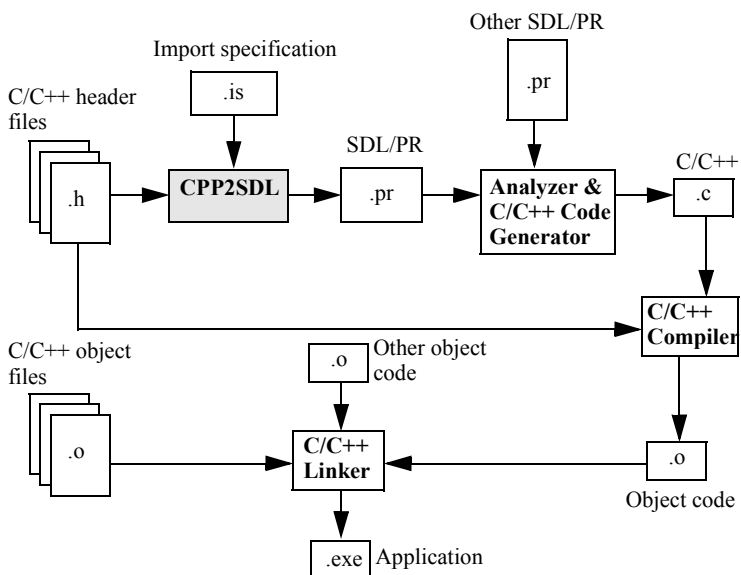 Other SDL/PR
Import specification
.is
.pr
C/C++ header
files
SDL/PR
C/C++
.h
CPP2SDL
.pr
Analyzer &
C/C++ Code
Generator
.c
C/C++
Compiler
C/C++ object
files
.o
Other object
code
.o
C/C++
Linker
.o
Object code
.exe
Application